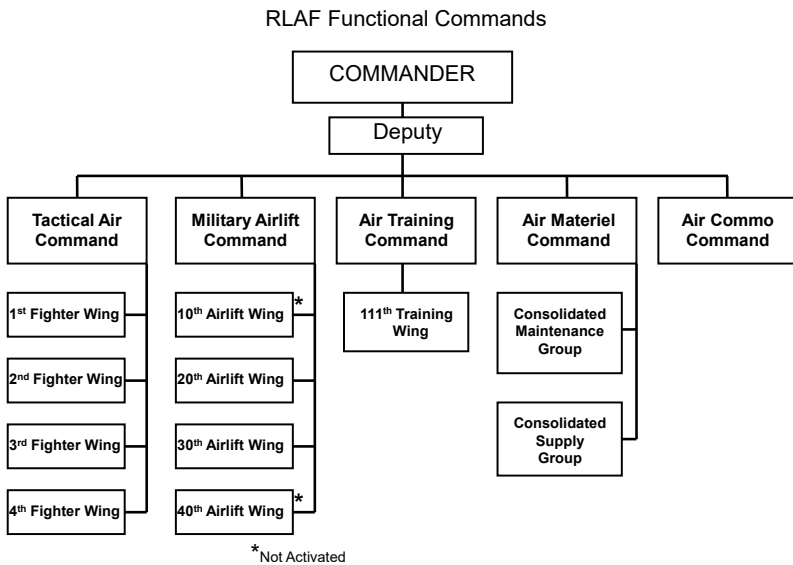 RLAF Functional Commands
COMMANDER
Deputy
Tactical Air
Command
Military Airlift
Command
Air Training
Command
Air Materiel
Command
Air Commo
Command
1st Fighter Wing
2nd Fighter Wing
3rd Fighter Wing
4th Fighter Wing
10th Airlift Wing *
20th Airlift Wing
30th Airlift Wing
40th Airlift Wing *
111th Training
Wing
Consolidated
Maintenance
Group
Consolidated
Supply
Group
*Not Activated